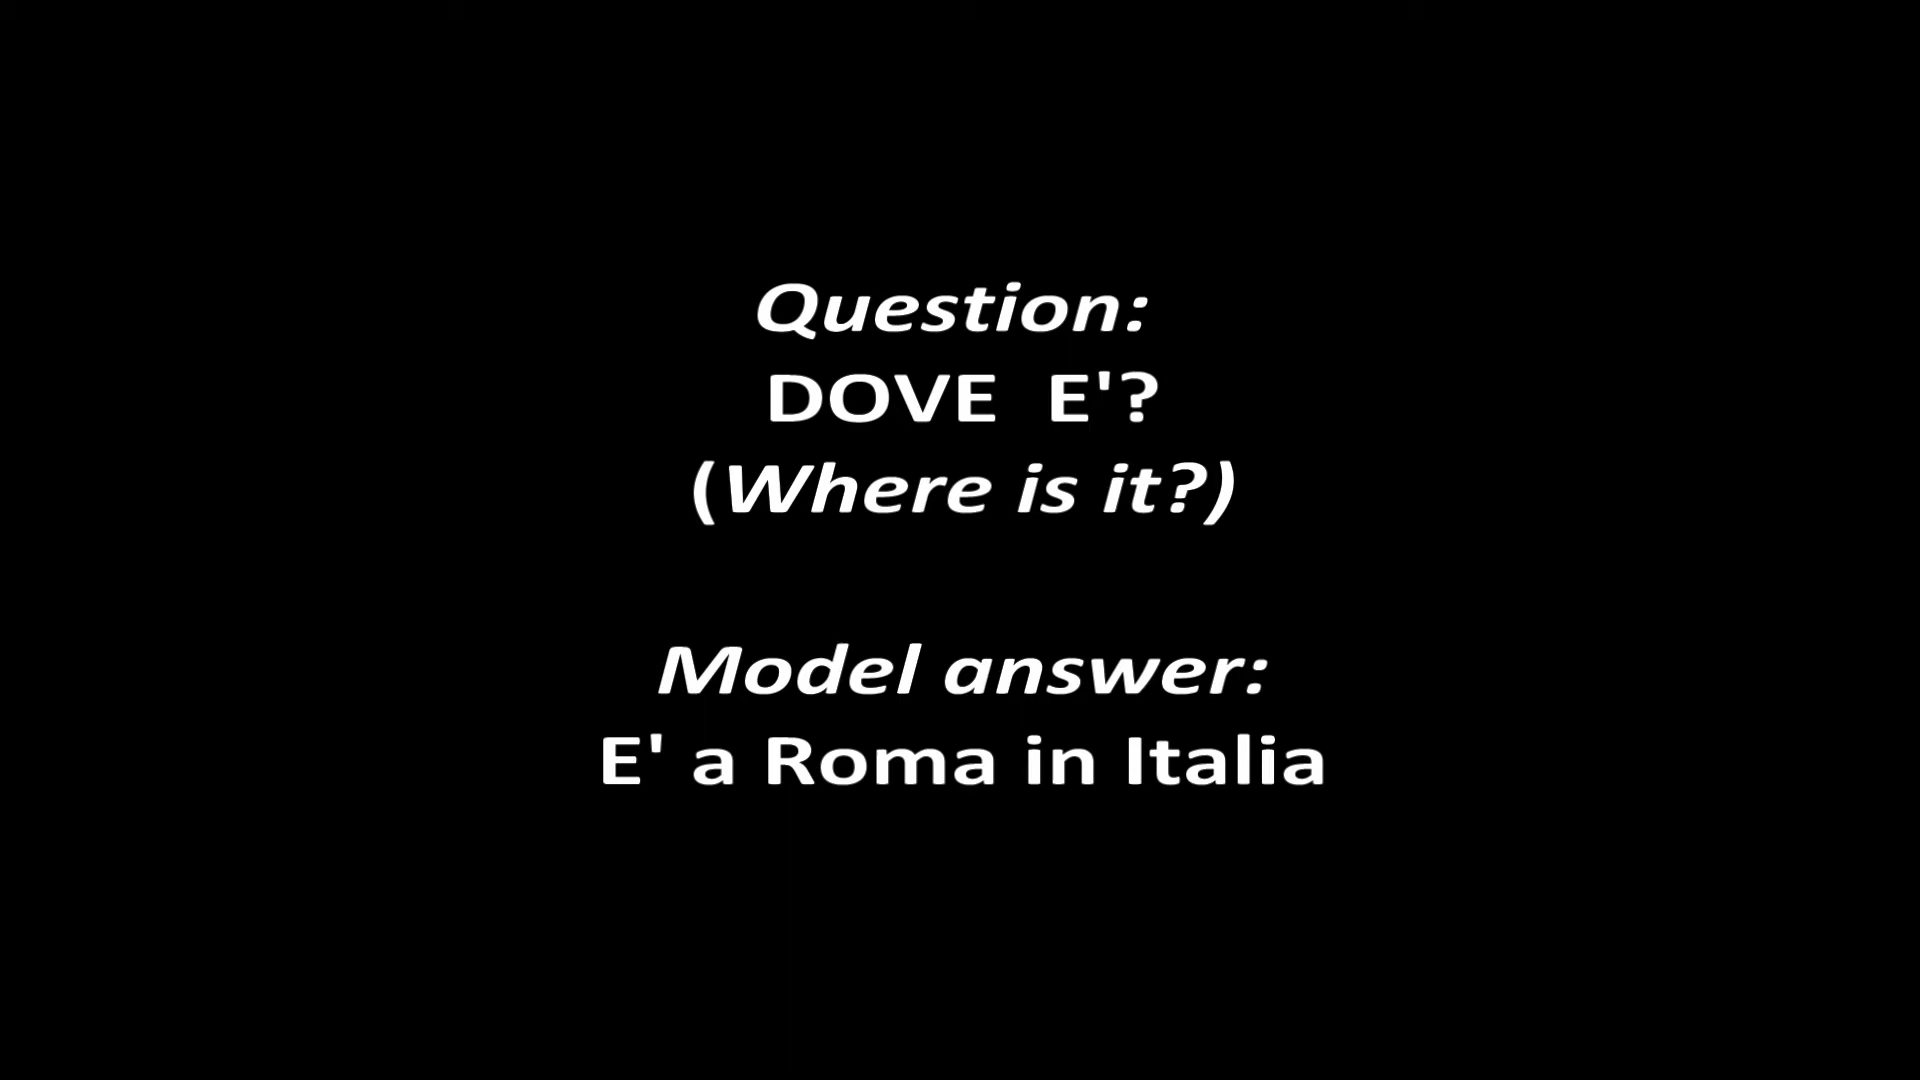 Question:
DOVE  E'?
(Where is it?)
Model answer:
E' a Roma in Italia